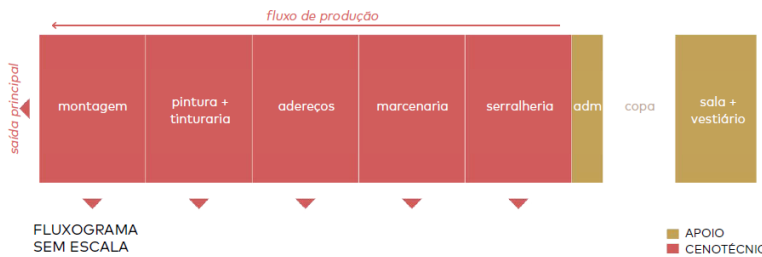 fluxo de produção
saída principal
montagem
pintura +
tinturaria
adereços
marcenaria
serralheria
adm
copa
sala +
vestiário
FLUXOGRAMA
SEM ESCALA
APOIO
CENOTÉCNIC